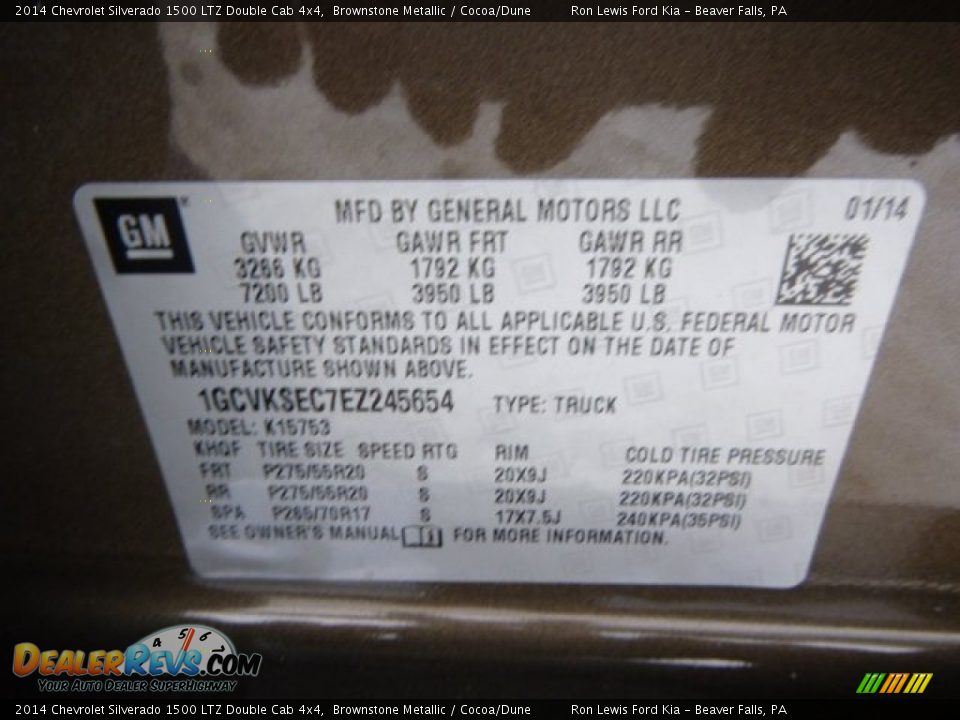 2014 Chevrolet Silverado 1500 LTZ Double Cab 4x4, Brownstone Metallic / Cocoa/Dune Ron Lewis Ford Kia - Beaver Falls, PA
GM
MFD BY GENERAL MOTORS LLC 01/14
GVWR GAWR FRT GAWR RR
3266 KG 1792 KG 1792 KG
7200 LB 3950 LB 3950 LB
THIS VEHICLE CONFORMS TO ALL APPLICABLE U.S. FEDERAL MOTOR
VEHICLE SAFETY STANDARDS IN EFFECT ON THE DATE OF
MANUFACTURE SHOWN ABOVE.
1GCVKSEC7EZ245654 TYPE: TRUCK
MODEL: K15753
KHQF TIRE SIZE SPEED RTG RIM COLD TIRE PRESSURE
FRT P275/55R20 S 20X9J 220KPA(32PSI)
RR P275/55R20 S 20X9J 220KPA(32PSI)
SPA P265/70R17 S 17X7.5J 240KPA(35PSI)
SEE OWNER'S MANUAL FOR MORE INFORMATION.
4 5 6
DEALERREVS.COM
Your Auto Dealer SuperHighway
2014 Chevrolet Silverado 1500 LTZ Double Cab 4x4, Brownstone Metallic / Cocoa/Dune Ron Lewis Ford Kia - Beaver Falls, PA